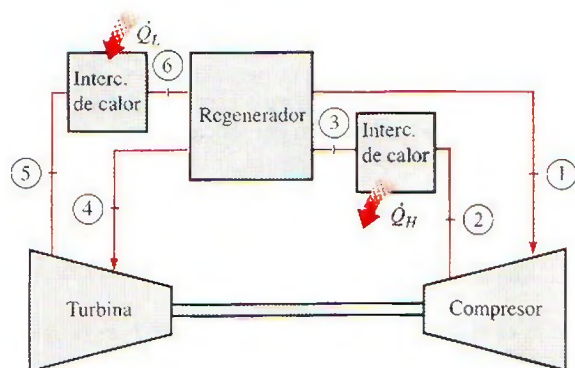 Q̇L
Interc.
de calor
6
Regenerador
3
Interc.
de calor
5
4
1
2
Q̇H
Turbina
Compresor